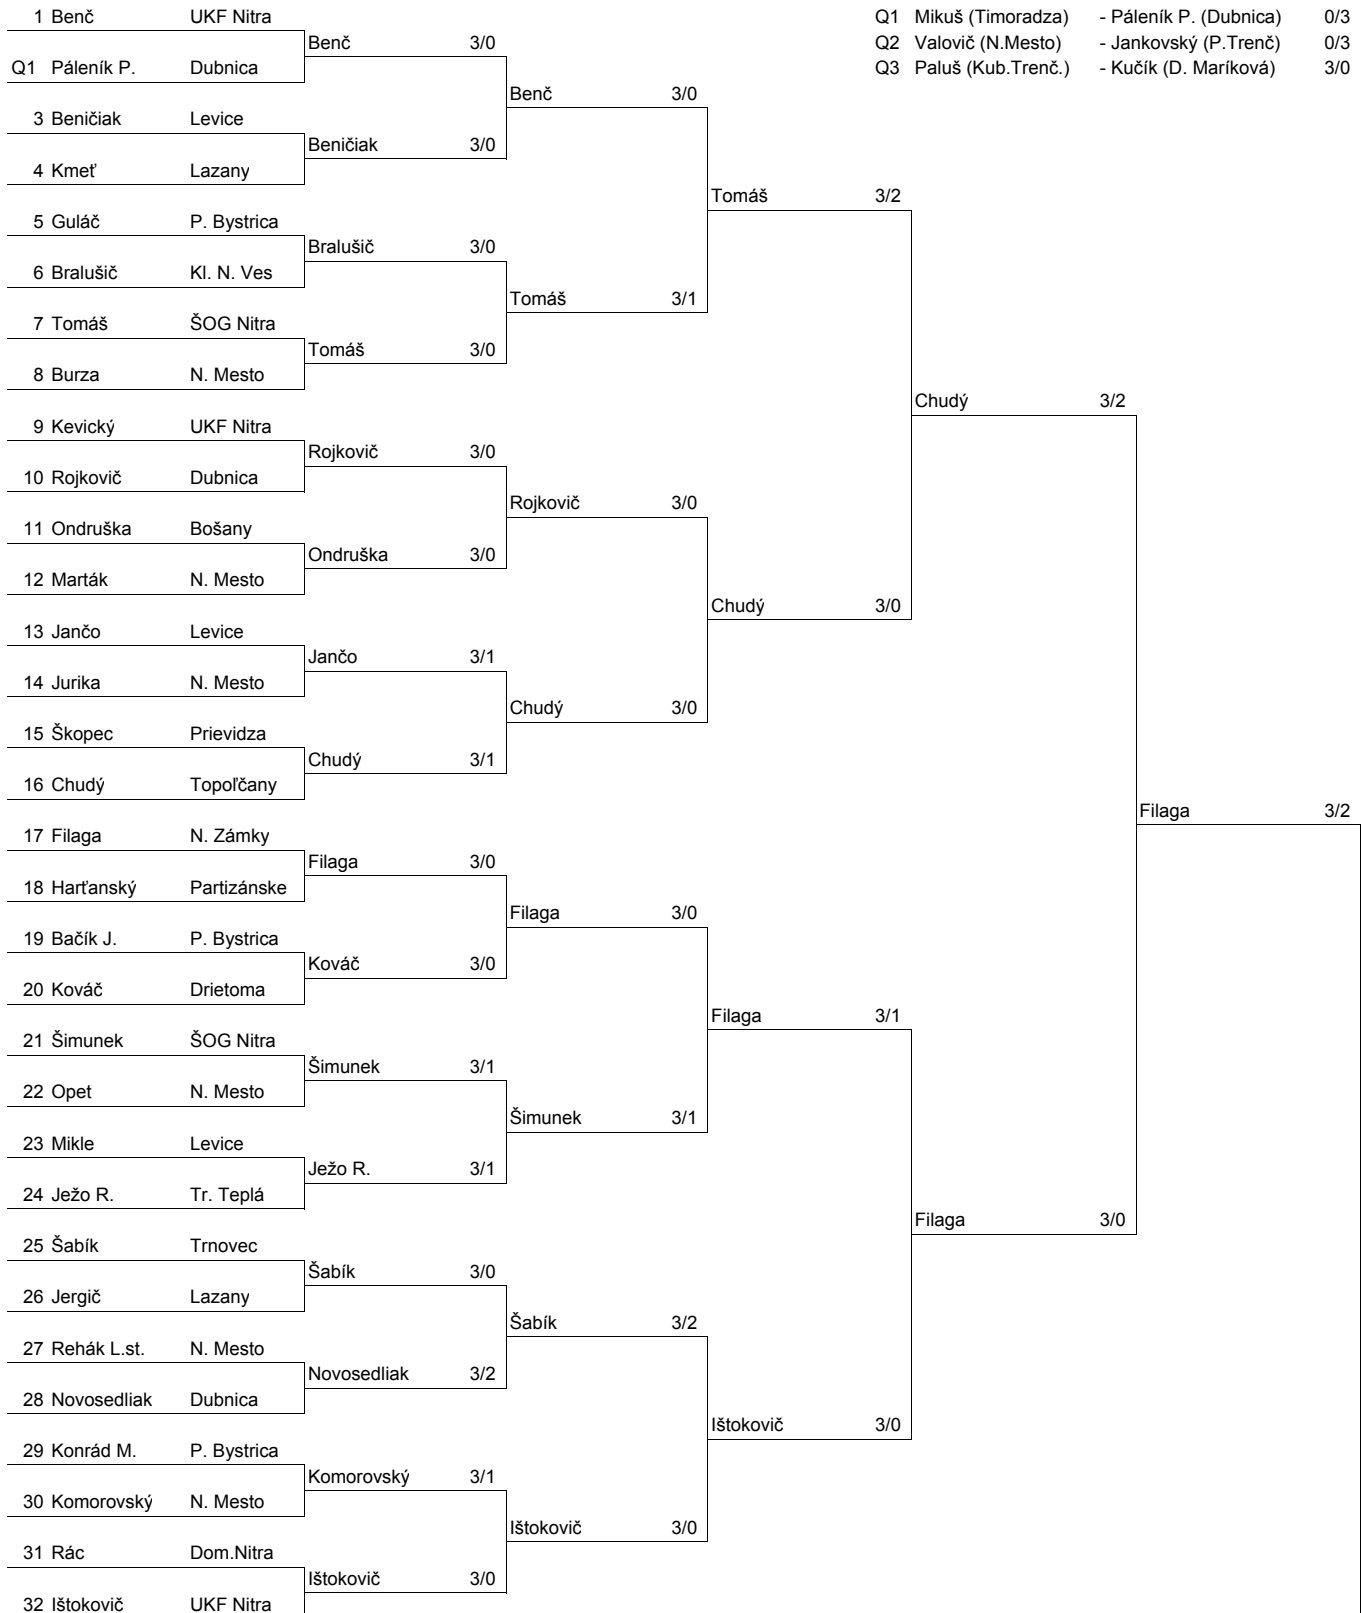 1 Benč UKF Nitra Q1 Mikuš (Timoradza) - Páleník P. (Dubnica) 0/3
Benč 3/0 Q2 Valovič (N.Mesto) - Jankovský (P.Trenč) 0/3
Q1 Páleník P. Dubnica Q3 Paluš (Kub.Trenč.) - Kučík (D. Maríková) 3/0
Benč 3/0
3 Beničiak Levice
Beničiak 3/0
4 Kmeť Lazany
Tomáš 3/2
5 Guláč P. Bystrica
Bralušič 3/0
6 Bralušič Kl. N. Ves
Tomáš 3/1
7 Tomáš ŠOG Nitra
Tomáš 3/0
8 Burza N. Mesto
Chudý 3/2
9 Kevický UKF Nitra
Rojkovič 3/0
10 Rojkovič Dubnica
Rojkovič 3/0
11 Ondruška Bošany
Ondruška 3/0
12 Marták N. Mesto
Chudý 3/0
13 Jančo Levice
Jančo 3/1
14 Jurika N. Mesto
Chudý 3/0
15 Škopec Prievidza
Chudý 3/1
16 Chudý Topoľčany
Filaga 3/2
17 Filaga N. Zámky
Filaga 3/0
18 Harťanský Partizánske
Filaga 3/0
19 Bačík J. P. Bystrica
Kováč 3/0
20 Kováč Drietoma
Filaga 3/1
21 Šimunek ŠOG Nitra
Šimunek 3/1
22 Opet N. Mesto
Šimunek 3/1
23 Mikle Levice
Ježo R. 3/1
24 Ježo R. Tr. Teplá
Filaga 3/0
25 Šabík Trnovec
Šabík 3/0
26 Jergič Lazany
Šabík 3/2
27 Rehák L.st. N. Mesto
Novosedliak 3/2
28 Novosedliak Dubnica
Ištokovič 3/0
29 Konrád M. P. Bystrica
Komorovský 3/1
30 Komorovský N. Mesto
Ištokovič 3/0
31 Rác Dom.Nitra
Ištokovič 3/0
32 Ištokovič UKF Nitra